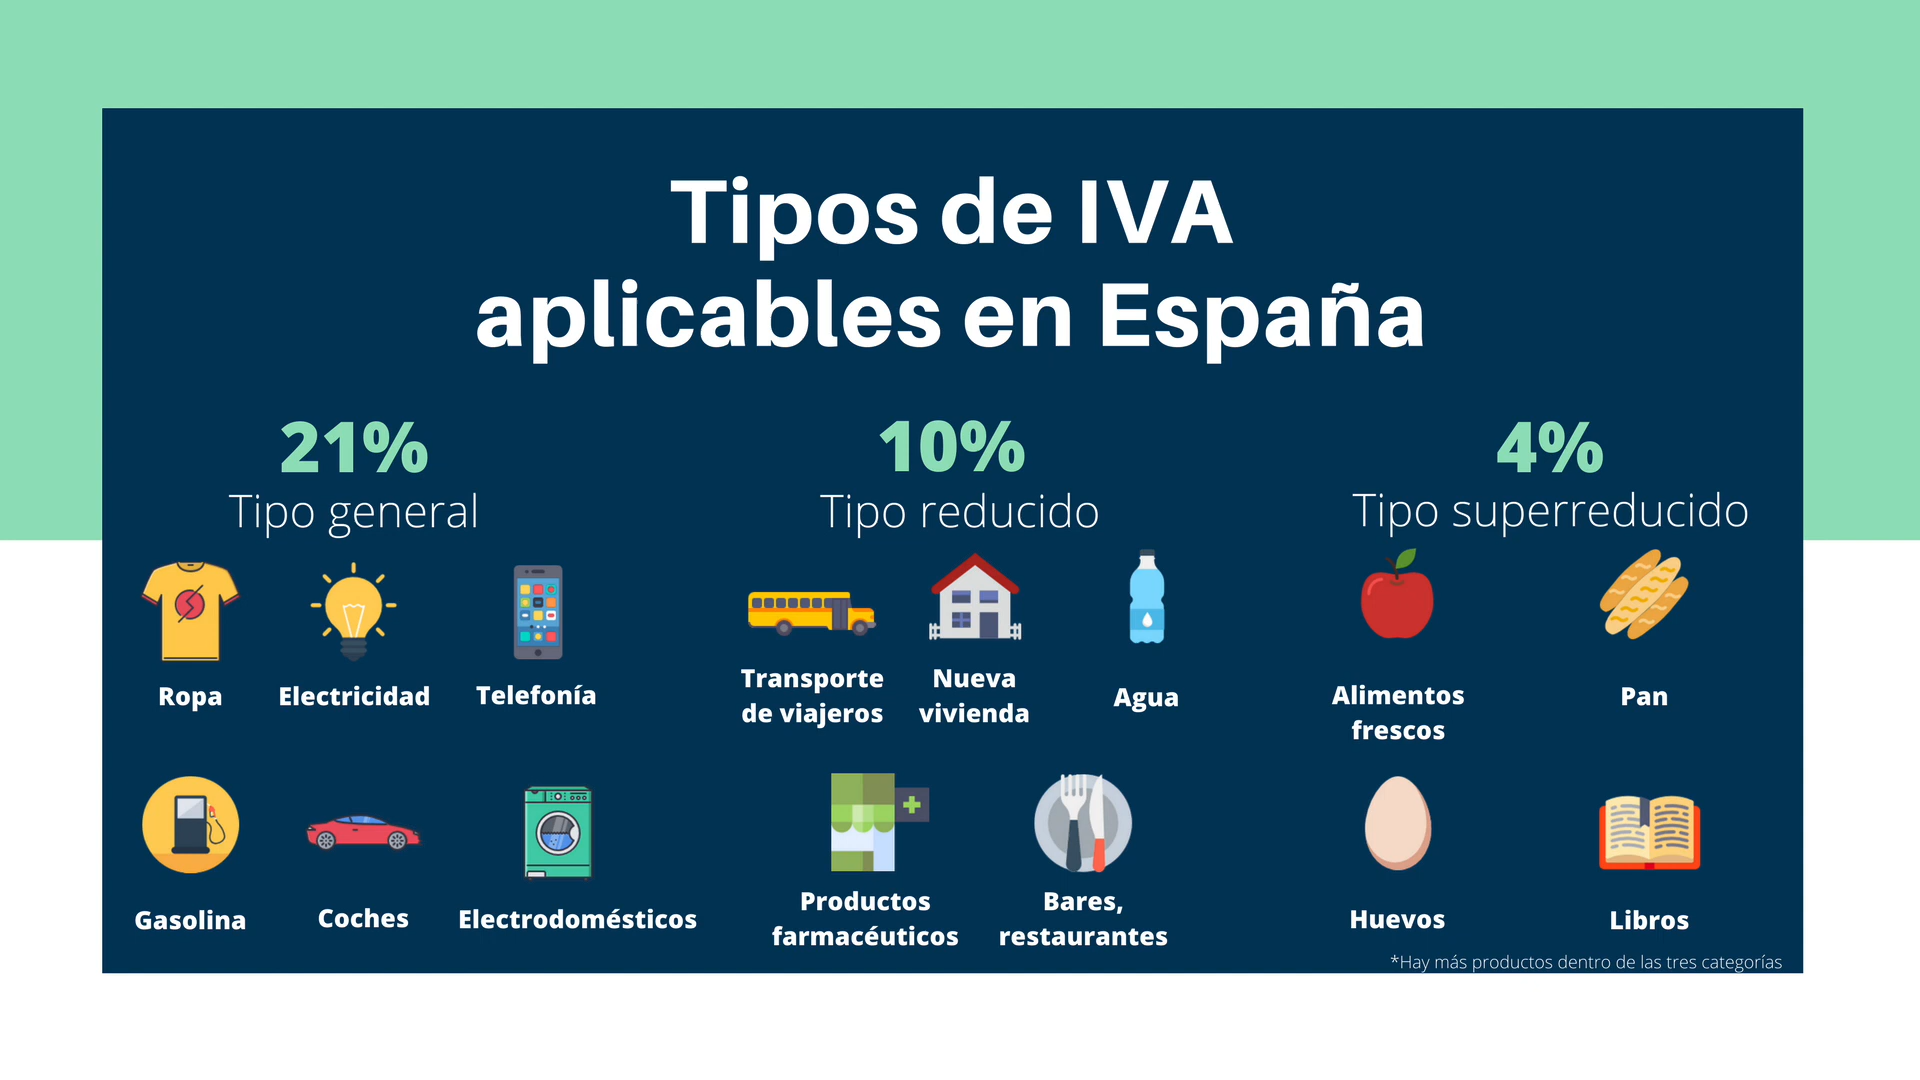 Tipos de IVA
aplicables en España
21%
Tipo general
Ropa
Electricidad
Telefonía
Gasolina
Coches
Electrodomésticos
10%
Tipo reducido
Transporte
de viajeros
Nueva
vivienda
Agua
Productos
farmacéuticos
Bares,
restaurantes
4%
Tipo superreducido
Alimentos
frescos
Pan
Huevos
Libros
*Hay más productos dentro de las tres categorías